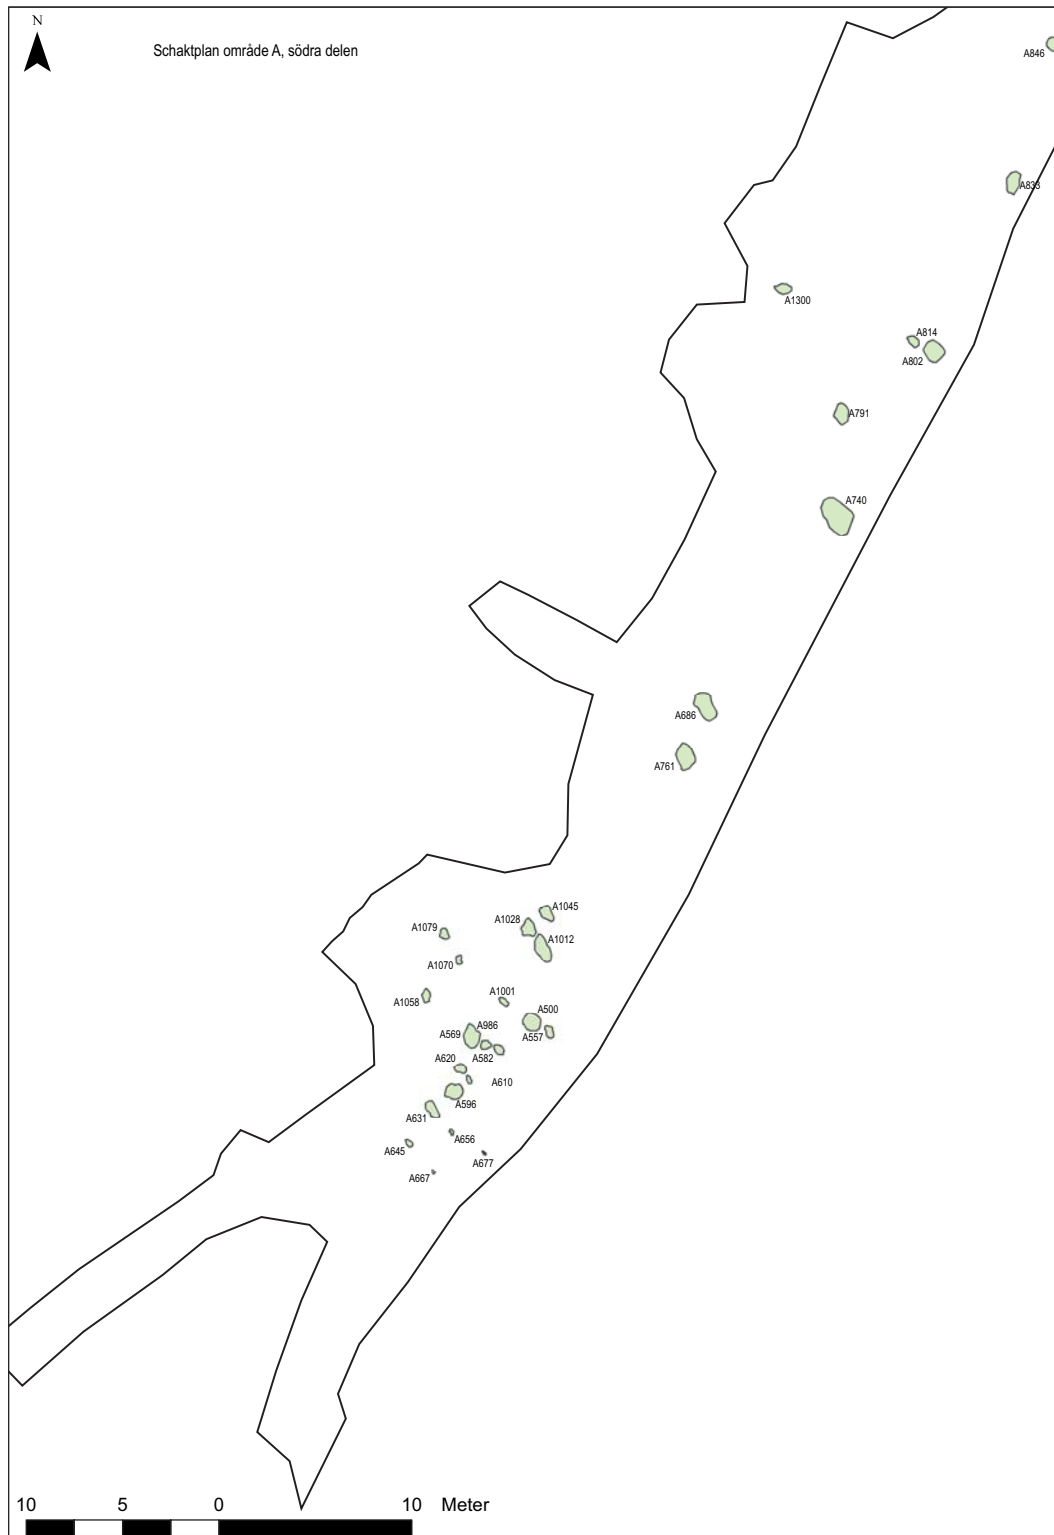 N
Schaktplan område A, södra delen
A846
A833
A1300
A814
A802
A791
A740
A686
A761
A1045
A1028
A1079
A1012
A1070
A1001
A1058
A500
A986
A569
A557
A620
A582
A610
A596
A631
A656
A645
A677
A667
10 5 0 10 Meter